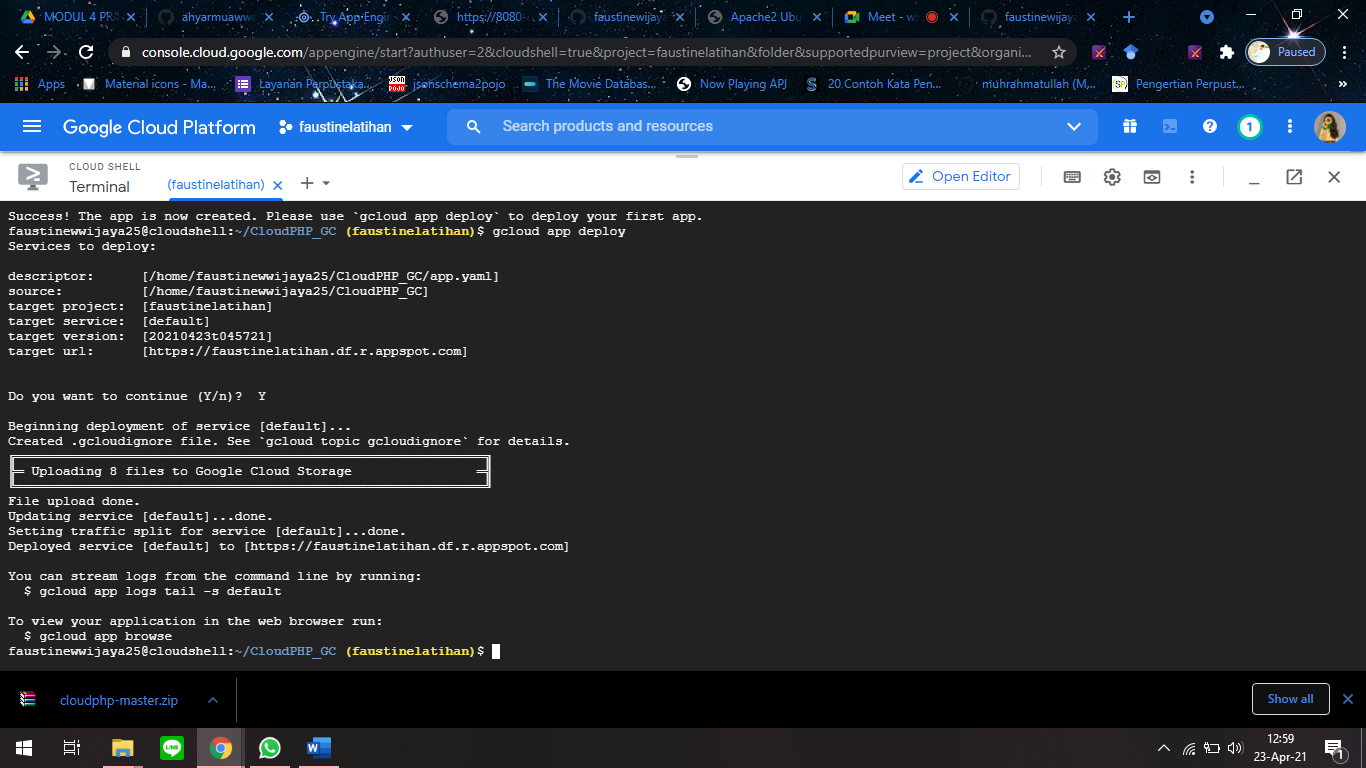 MODUL 4 PRA
ahyarmuawwa
Try App Engin
https://8080-
faustinewijaya
Apache2 Ubu
Meet - w
faustinewijaya
console.cloud.google.com/appengine/start?authuser=2&cloudshell=true&project=faustinelatihan&folder&supportedpurview=project&organi...
Paused
Apps
Material icons - Ma...
Layanan Perpustaka...
jsonschema2pojo
The Movie Databas...
Now Playing APJ
20 Contoh Kata Pen...
muhrahmatullah (M,...
Pengertian Perpust...
»
Google Cloud Platform
faustinelatihan
Search products and resources
1
CLOUD SHELL
Terminal
(faustinelatihan)
Open Editor
Success! The app is now created. Please use `gcloud app deploy` to deploy your first app.
faustinewwijaya25@cloudshell:~/CloudPHP_GC (faustinelatihan)$ gcloud app deploy
Services to deploy:
descriptor: [/home/faustinewwijaya25/CloudPHP_GC/app.yaml]
source: [/home/faustinewwijaya25/CloudPHP_GC]
target project: [faustinelatihan]
target service: [default]
target version: [20210423t045721]
target url: [https://faustinelatihan.df.r.appspot.com]
Do you want to continue (Y/n)? Y
Beginning deployment of service [default]...
Created .gcloudignore file. See `gcloud topic gcloudignore` for details.
Uploading 8 files to Google Cloud Storage
File upload done.
Updating service [default]...done.
Setting traffic split for service [default]...done.
Deployed service [default] to [https://faustinelatihan.df.r.appspot.com]
You can stream logs from the command line by running:
$ gcloud app logs tail -s default
To view your application in the web browser run:
$ gcloud app browse
faustinewwijaya25@cloudshell:~/CloudPHP_GC (faustinelatihan)$
cloudphp-master.zip
Show all
LINE
12:59
23-Apr-21
1